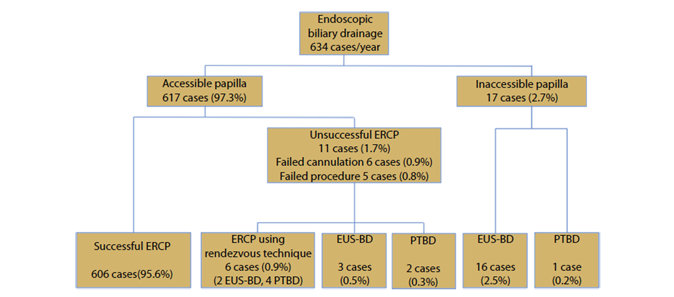 Endoscopic
biliary drainage
634 cases/year
Accessible papilla
617 cases (97.3%)
Inaccessible papilla
17 cases (2.7%)
Unsuccessful ERCP
11 cases (1.7%)
Failed cannulation 6 cases (0.9%)
Failed procedure 5 cases (0.8%)
Successful ERCP
606 cases(95.6%)
ERCP using
rendezvous technique
6 cases (0.9%)
(2 EUS-BD, 4 PTBD)
EUS-BD
3 cases
(0.5%)
PTBD
2 cases
(0.3%)
EUS-BD
16 cases
(2.5%)
PTBD
1 case
(0.2%)